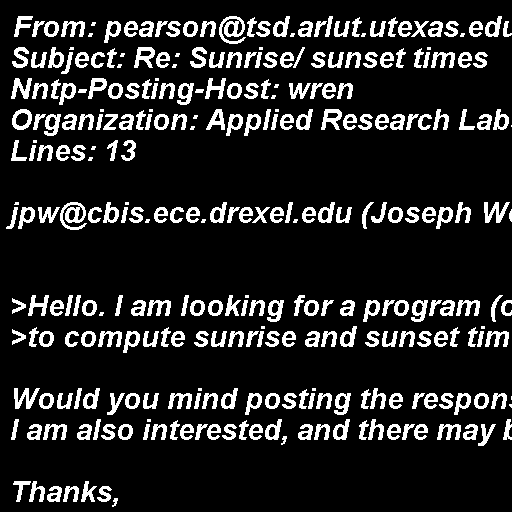 From: pearson@tsd.arlut.utexas.edu
Subject: Re: Sunrise/ sunset times
Nntp-Posting-Host: wren
Organization: Applied Research Lab
Lines: 13
jpw@cbis.ece.drexel.edu (Joseph
>Hello. I am looking for a program
>to compute sunrise and sunset
Would you mind posting the
I am also interested, and there may
Thanks,